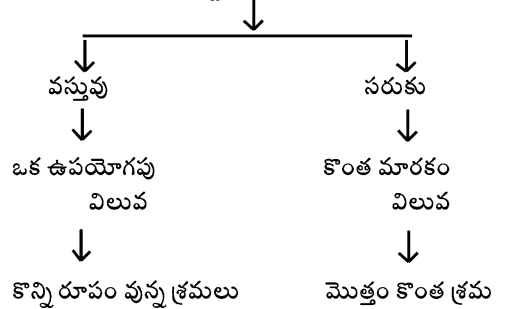 వస్తువు
సరుకు
ఒక ఉపయోగపు
విలువ
కొంత మారకం
విలువ
కొన్ని రూపం వున్న శ్రమలు
మొత్తం కొంత శ్రమ